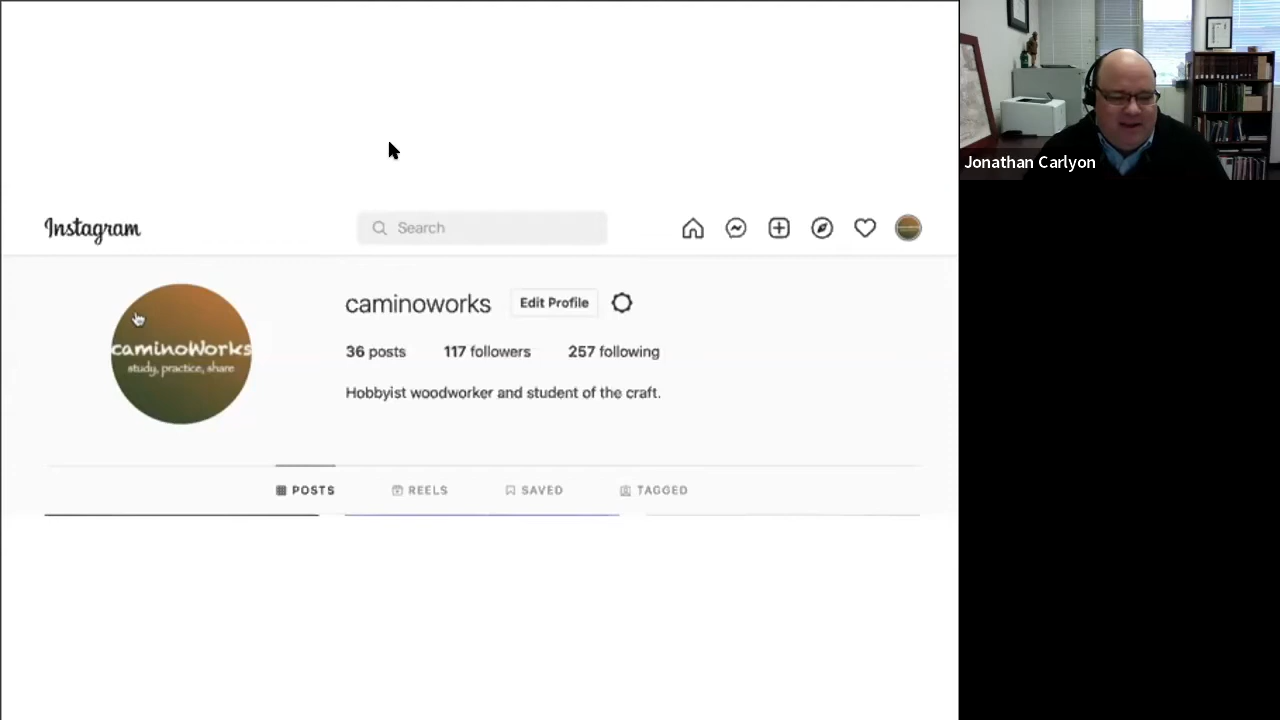 Jonathan Carlyon
Instagram
Search
caminoworks Edit Profile
36 posts 117 followers 257 following
Hobbyist woodworker and student of the craft.
caminoWorks
study, practice, share
POSTS REELS SAVED TAGGED